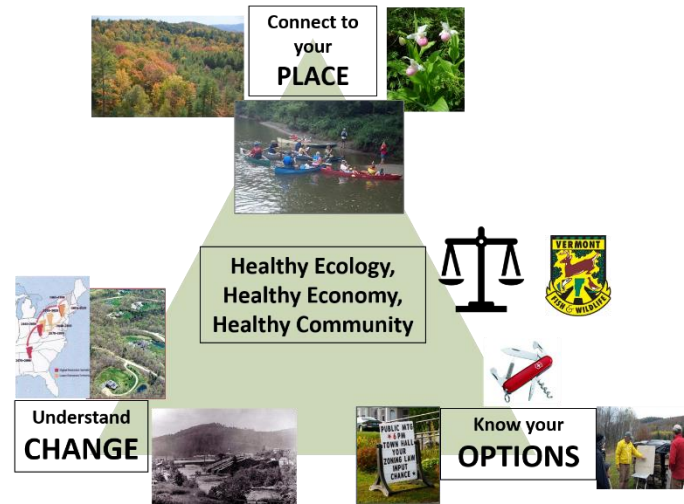 Connect to
your
PLACE
Healthy Ecology,
Healthy Economy,
Healthy Community
VERMONT
FISH & WILDLIFE
Understand
CHANGE
PUBLIC MTG
6 PM
TOWN HALL
YOUR
ZONING LAW
INPUT
CHANCE
Know your
OPTIONS